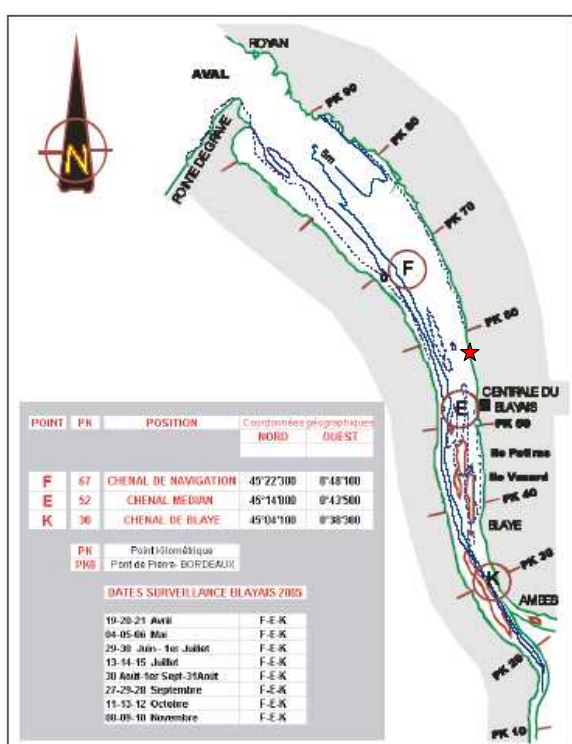 ROYAN
AVAL
PK 90
PK 80
POINTE DE GRAVE
5m
PK 70
F
N
PK 60
CENTRALE DU
BLAYAIS
E
PK 50
Ile Patiras
Ile Vasard
PK 40
BLAYE
PK 30
K
AMBES
PK 20
PK 10
POINT PK POSITION Coordonnées géographiques
NORD OUEST
F 67 CHENAL DE NAVIGATION 45°22'300 0°48'100
E 52 CHENAL MEDIAN 45°14'800 0°43'500
K 30 CHENAL DE BLAYE 45°04'100 0°38'300
PK Point kilométrique
PK0 Pont de Pierre- BORDEAUX
DATES SURVEILLANCE BLAYAIS 2005
19-20-21 Avril F-E-K
04-05-06 Mai F-E-K
29-30 Juin- 1er Juillet F-E-K
13-14-15 Juillet F-E-K
30 Août-1er Sept-31Août F-E-K
27-29-28 Septembre F-E-K
11-13-12 Octobre F-E-K
08-09-10 Novembre F-E-K